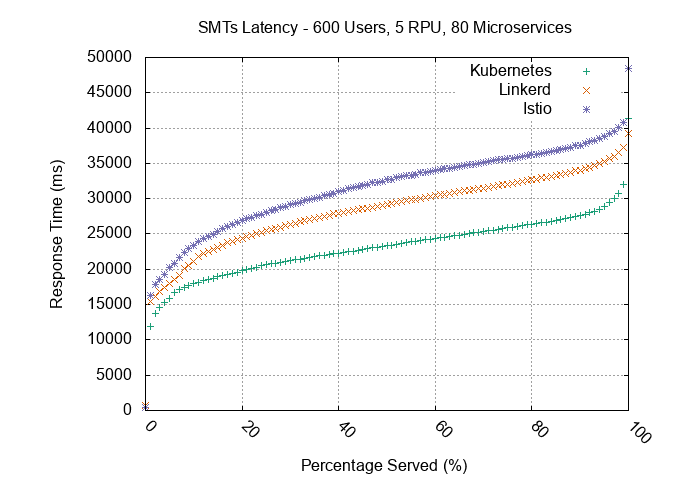 SMTs Latency - 600 Users, 5 RPU, 80 Microservices
50000
45000
40000
35000
30000
25000
20000
15000
10000
5000
0
Response Time (ms)
Kubernetes
Linkerd
Istio
0
20
40
60
80
100
Percentage Served (%)